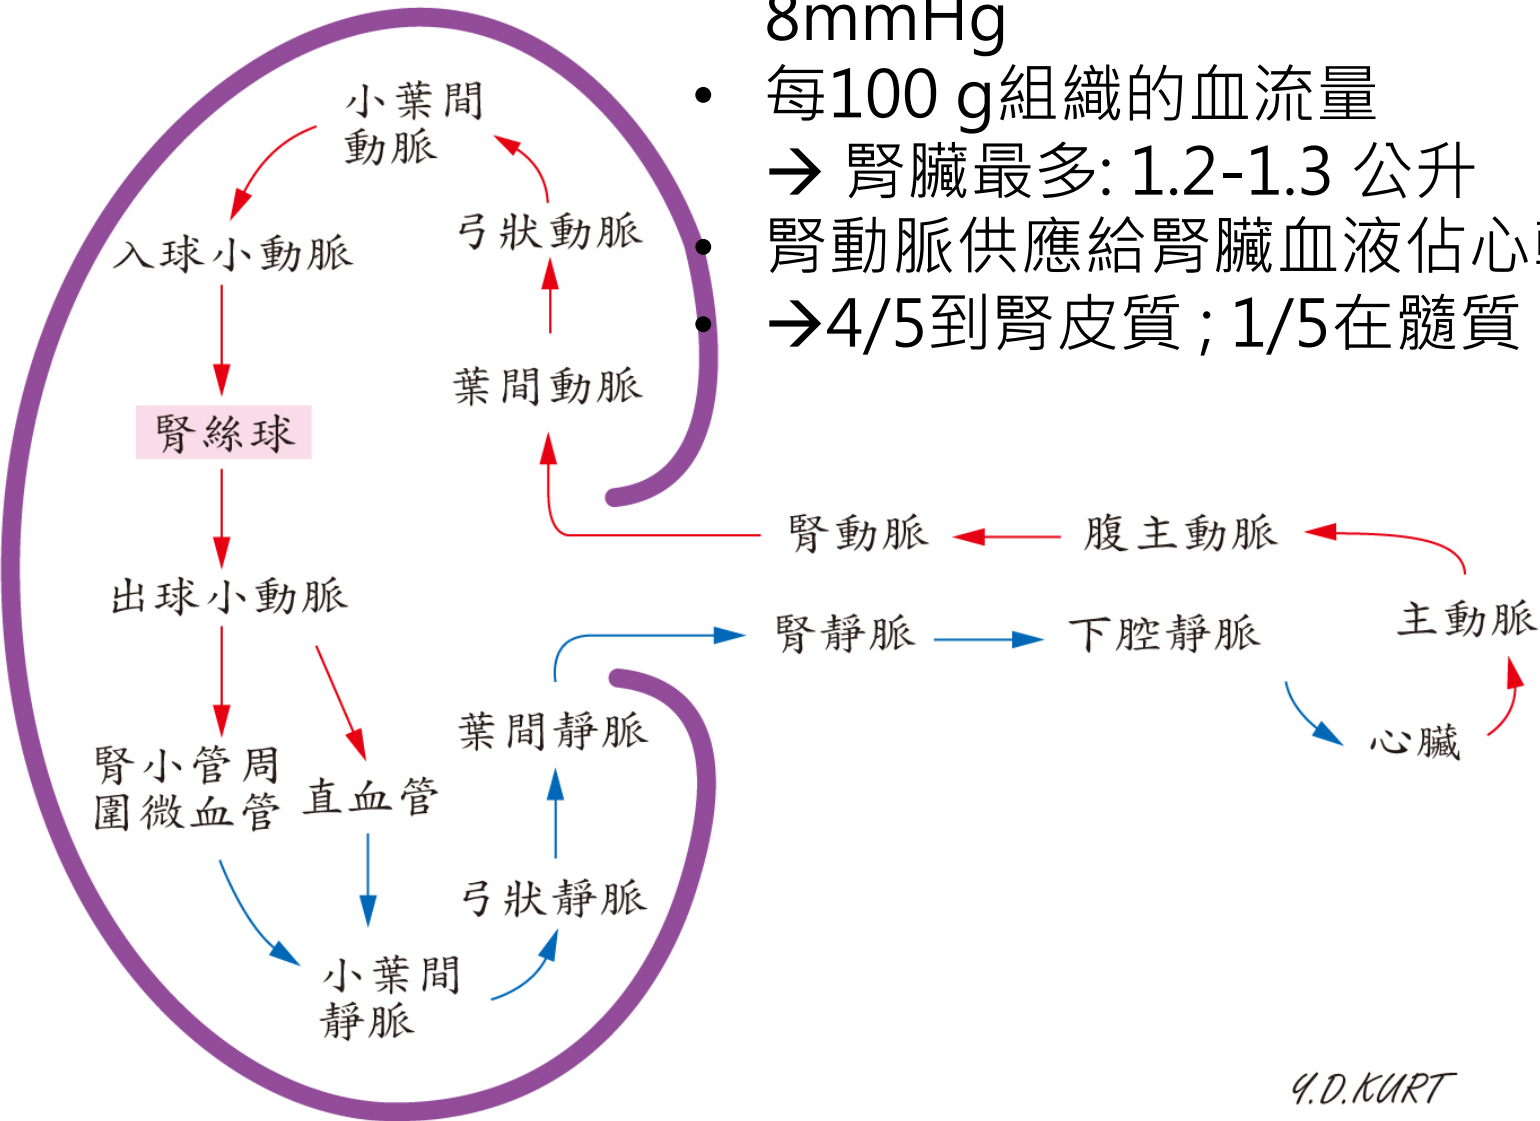 8mmHg
• 每100 g組織的血流量
→ 腎臟最多: 1.2-1.3 公升
• 腎動脈供應給腎臟血液佔心
• →4/5到腎皮質 ; 1/5在髓質
小葉間
動脈
弓狀動脈
入球小動脈
葉間動脈
腎絲球
腎動脈
腹主動脈
出球小動脈
主動脈
腎靜脈
下腔靜脈
葉間靜脈
心臟
腎小管周
圍微血管
直血管
弓狀靜脈
小葉間
靜脈
Y.D.KURT